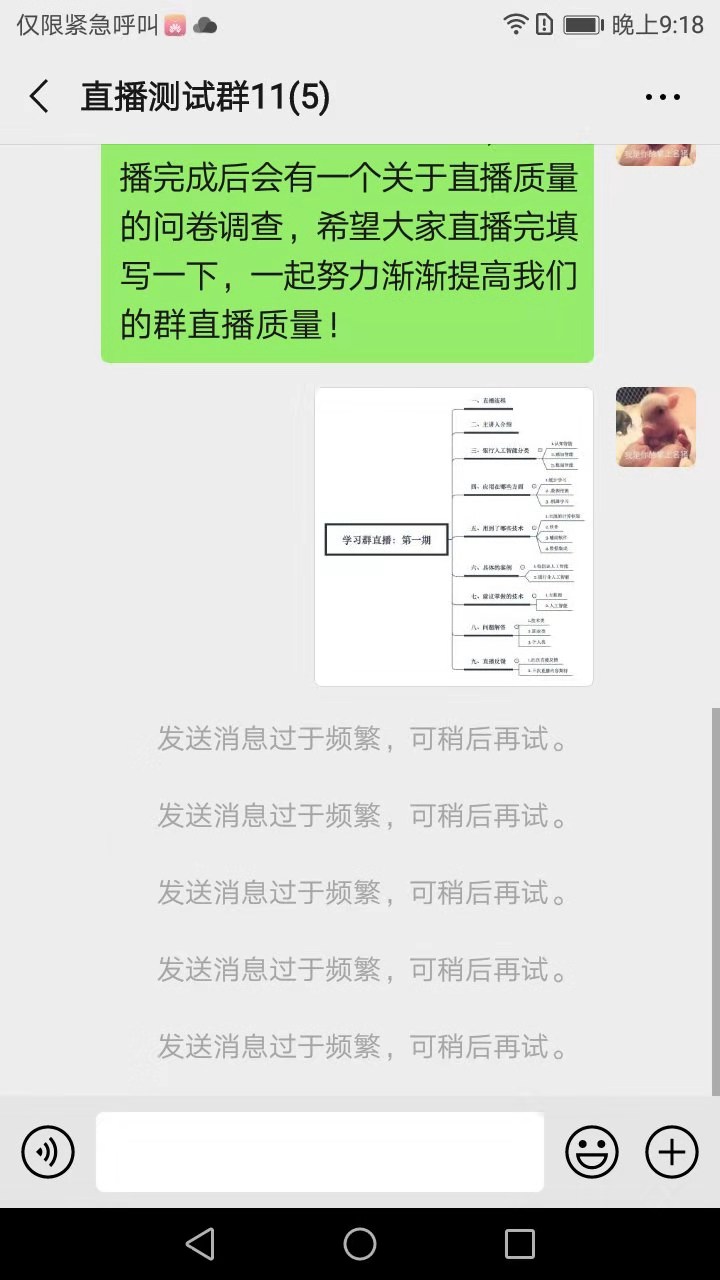 仅限紧急呼叫
晚上9:18
直播测试群11(5)
播完成后会有一个关于直播质量
的问卷调查，希望大家直播完填
写一下，一起努力渐渐提高我们
的群直播质量！
一、直播流程
二、主讲人介绍
三、银行人工智能分类
四、应用在哪些方面
学习群直播：第一期
五、用到了哪些技术
六、具体的案例
七、建议掌握的技术
八、问题解答
九、直播反馈
发送消息过于频繁，可稍后再试。
发送消息过于频繁，可稍后再试。
发送消息过于频繁，可稍后再试。
发送消息过于频繁，可稍后再试。
发送消息过于频繁，可稍后再试。